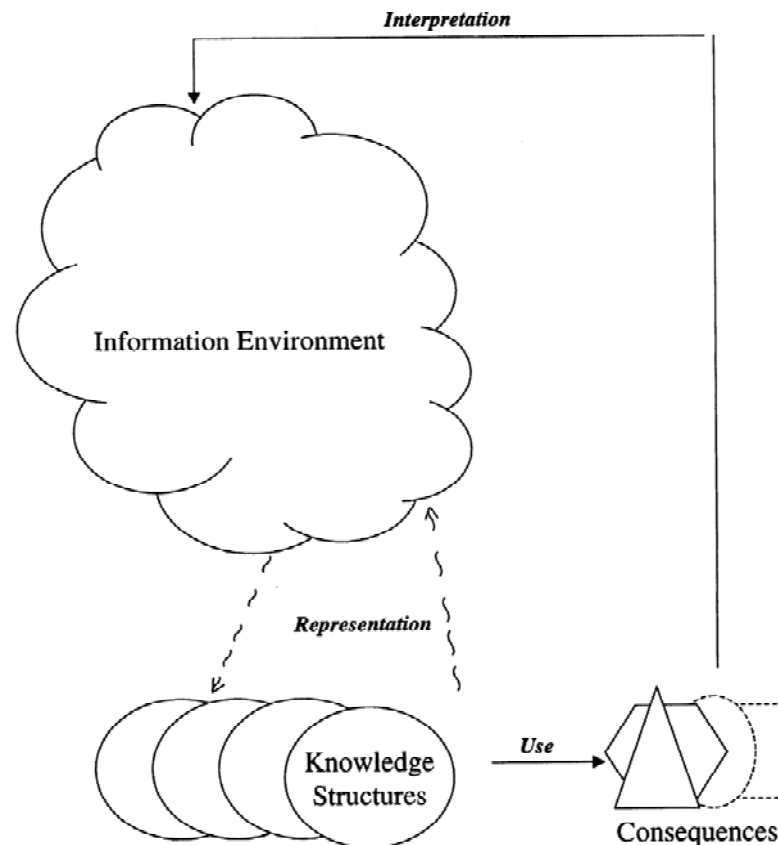 Interpretation
Information Environment
Representation
Knowledge
Structures
Use
Consequences